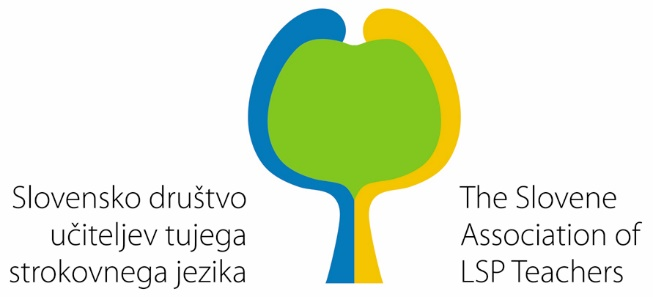 Slovensko društvo
učiteljev tujega
strokovnega jezika
The Slovene
Association of
LSP Teachers